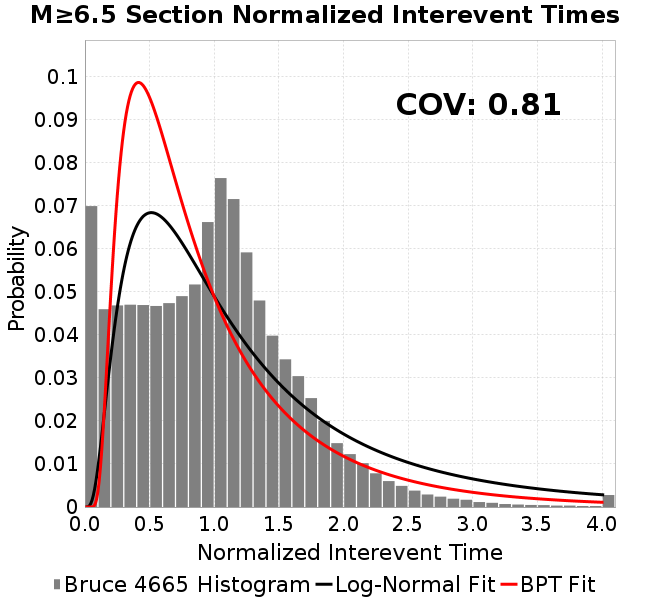 M≥6.5 Section Normalized Interevent Times
COV: 0.81
Probability
0.1
0.09
0.08
0.07
0.06
0.05
0.04
0.03
0.02
0.01
0
0.0 0.5 1.0 1.5 2.0 2.5 3.0 3.5 4.0
Normalized Interevent Time
Bruce 4665 Histogram Log-Normal Fit BPT Fit